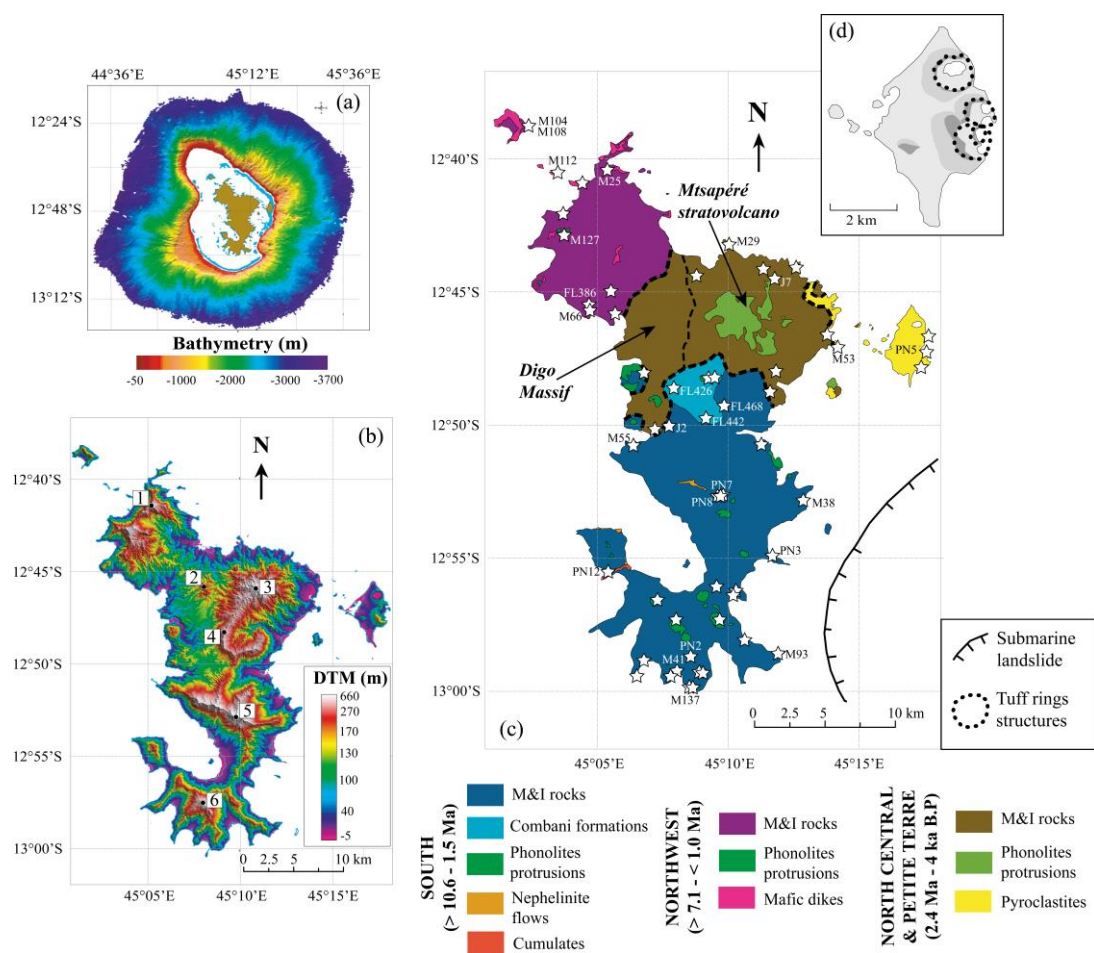 44°36'E 45°12'E 45°36'E
(a)
12°24'S
12°48'S
13°12'S
Bathymetry (m)
-50 -1000 -2000 -3000 -3700
(b)
N
12°40'S
12°45'S
12°50'S
12°55'S
13°00'S
1
2
3
4
5
6
DTM (m)
660
270
170
130
100
40
-5
0 2.5 5 10 km
45°05'E 45°10'E 45°15'E
(c)
N
12°40'S
12°45'S
12°50'S
12°55'S
13°00'S
M104
M108
M112
M25
Mtsapéré
stratovolcano
M127
M29
J7
FL386
M66
M53
PN5
Digo
Massif
FL426
FL468
FL442
M55
J2
PN7
PN8
M38
PN3
PN12
PN2
M41
M93
M137
0 2.5 5 10 km
45°05'E 45°10'E 45°15'E
(d)
2 km
Submarine
landslide
Tuff rings
structures
SOUTH
(> 10.6 - 1.5 Ma)
M&I rocks
Combani formations
Phonolites
protrusions
Nephelinite
flows
Cumulates
NORTHWEST
(> 7.1 - < 1.0 Ma)
M&I rocks
Phonolites
protrusions
Mafic dikes
NORTH CENTRAL
& PETITE TERRE
(2.4 Ma - 4 ka B.P)
M&I rocks
Phonolites
protrusions
Pyroclastites